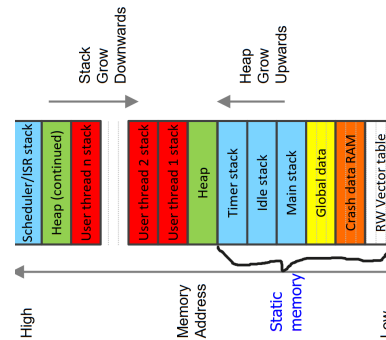 High
Scheduler/ISR stack
Heap (continued)
User thread n stack
Stack
Grow
Downwards
User thread 2 stack
User thread 1 stack
Memory
Address
Heap
Timer stack
Idle stack
Main stack
Heap
Grow
Upwards
Static
memory
Global data
Crash data RAM
RW Vector table
Low